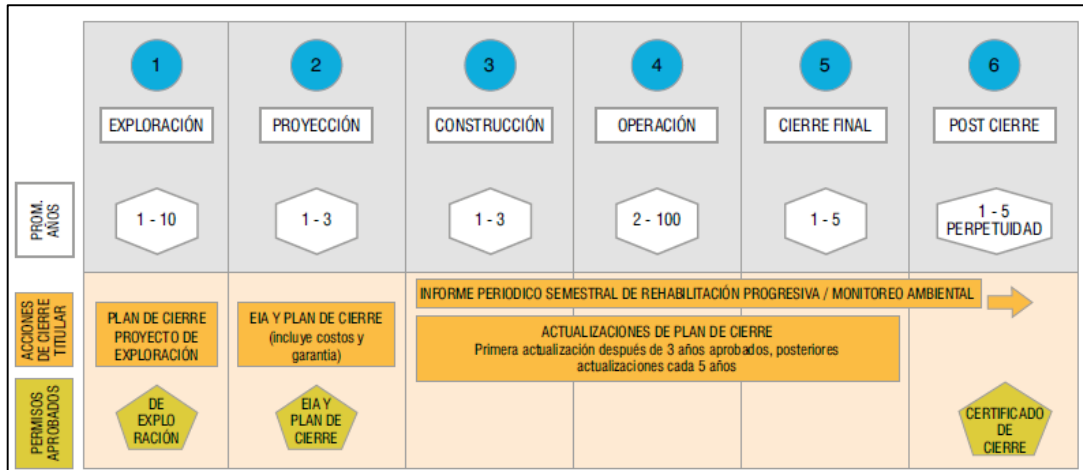 1
2
3
4
5
6
EXPLORACIÓN
PROYECCIÓN
CONSTRUCCIÓN
OPERACIÓN
CIERRE FINAL
POST CIERRE
PROM.
AÑOS
1 - 10
1 - 3
1 - 3
2 - 100
1 - 5
1 - 5
PERPETUIDAD
ACCIONES
DE CIERRE
TITULAR
PLAN DE CIERRE
PROYECTO DE
EXPLORACIÓN
EIA Y PLAN DE CIERRE
(incluye costos y
garantia)
INFORME PERIODICO SEMESTRAL DE REHABILITACIÓN PROGRESIVA / MONITOREO AMBIENTAL
ACTUALIZACIONES DE PLAN DE CIERRE
Primera actualización después de 3 años aprobados, posteriores
actualizaciones cada 5 años
PERMISOS
APROBADOS
DE
EXPLO
RACIÓN
EIA Y
PLAN DE
CIERRE
CERTIFICADO
DE
CIERRE